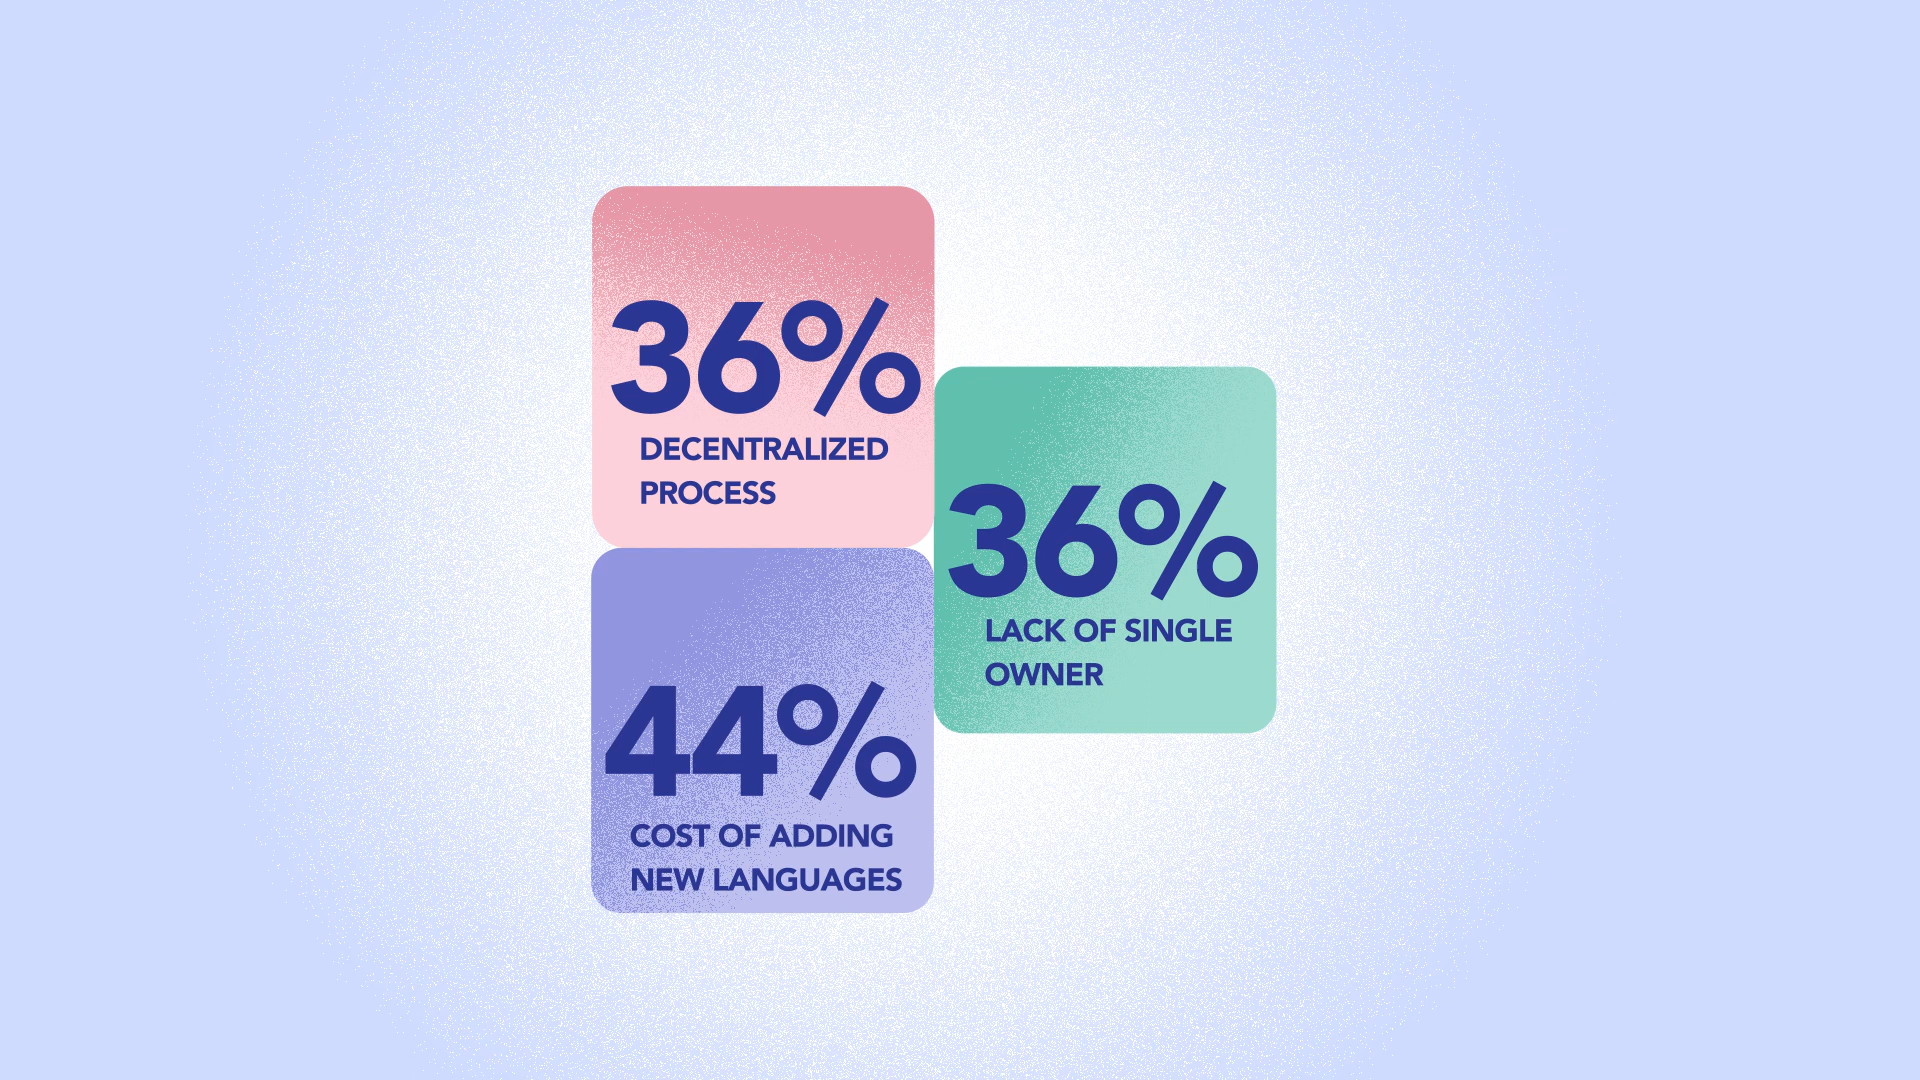 36%
DECENTRALIZED
PROCESS
36%
LACK OF SINGLE
OWNER
44%
COST OF ADDING
NEW LANGUAGES